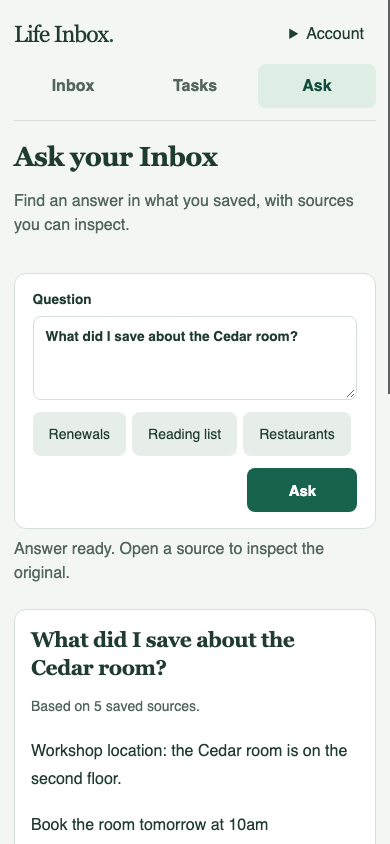 Life Inbox.
▶ Account
Inbox
Tasks
Ask
Ask your Inbox
Find an answer in what you saved, with sources
you can inspect.
Question
What did I save about the Cedar room?
Renewals
Reading list
Restaurants
Ask
Answer ready. Open a source to inspect the
original.
What did I save about the
Cedar room?
Based on 5 saved sources.
Workshop location: the Cedar room is on the
second floor.
Book the room tomorrow at 10am